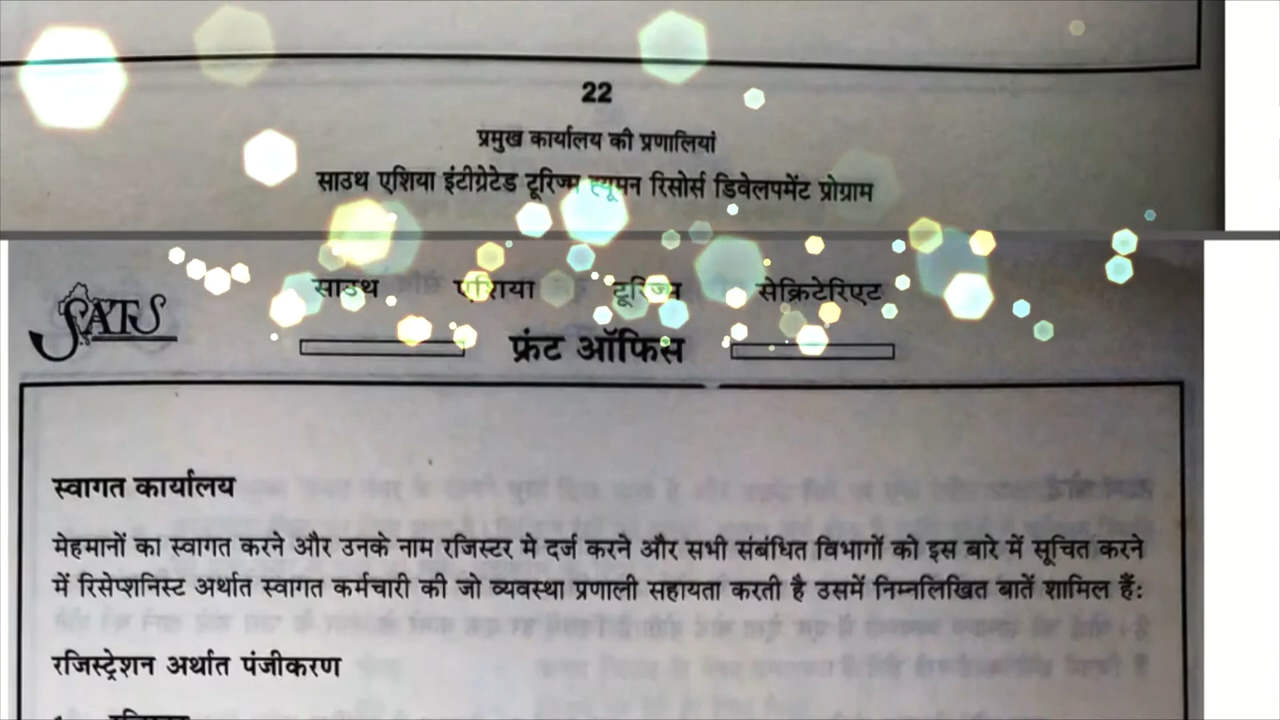 22
प्रमुख कार्यालय की प्रणालियां
साउथ एशिया इंटीग्रेटेड टूरिज्म ह्यूमन रिसोर्स डिवेलपमेंट प्रोग्राम
SATS
साउथ एशिया टूरिज्म सेक्रिटेरिएट
फ्रंट ऑफिस
स्वागत कार्यालय
मेहमानों का स्वागत करने और उनके नाम रजिस्टर मे दर्ज करने और सभी संबंधित विभागों को इस बारे में सूचित करने
में रिसेप्शनिस्ट अर्थात स्वागत कर्मचारी की जो व्यवस्था प्रणाली सहायता करती है उसमें निम्नलिखित बातें शामिल हैं:
रजिस्ट्रेशन अर्थात पंजीकरण